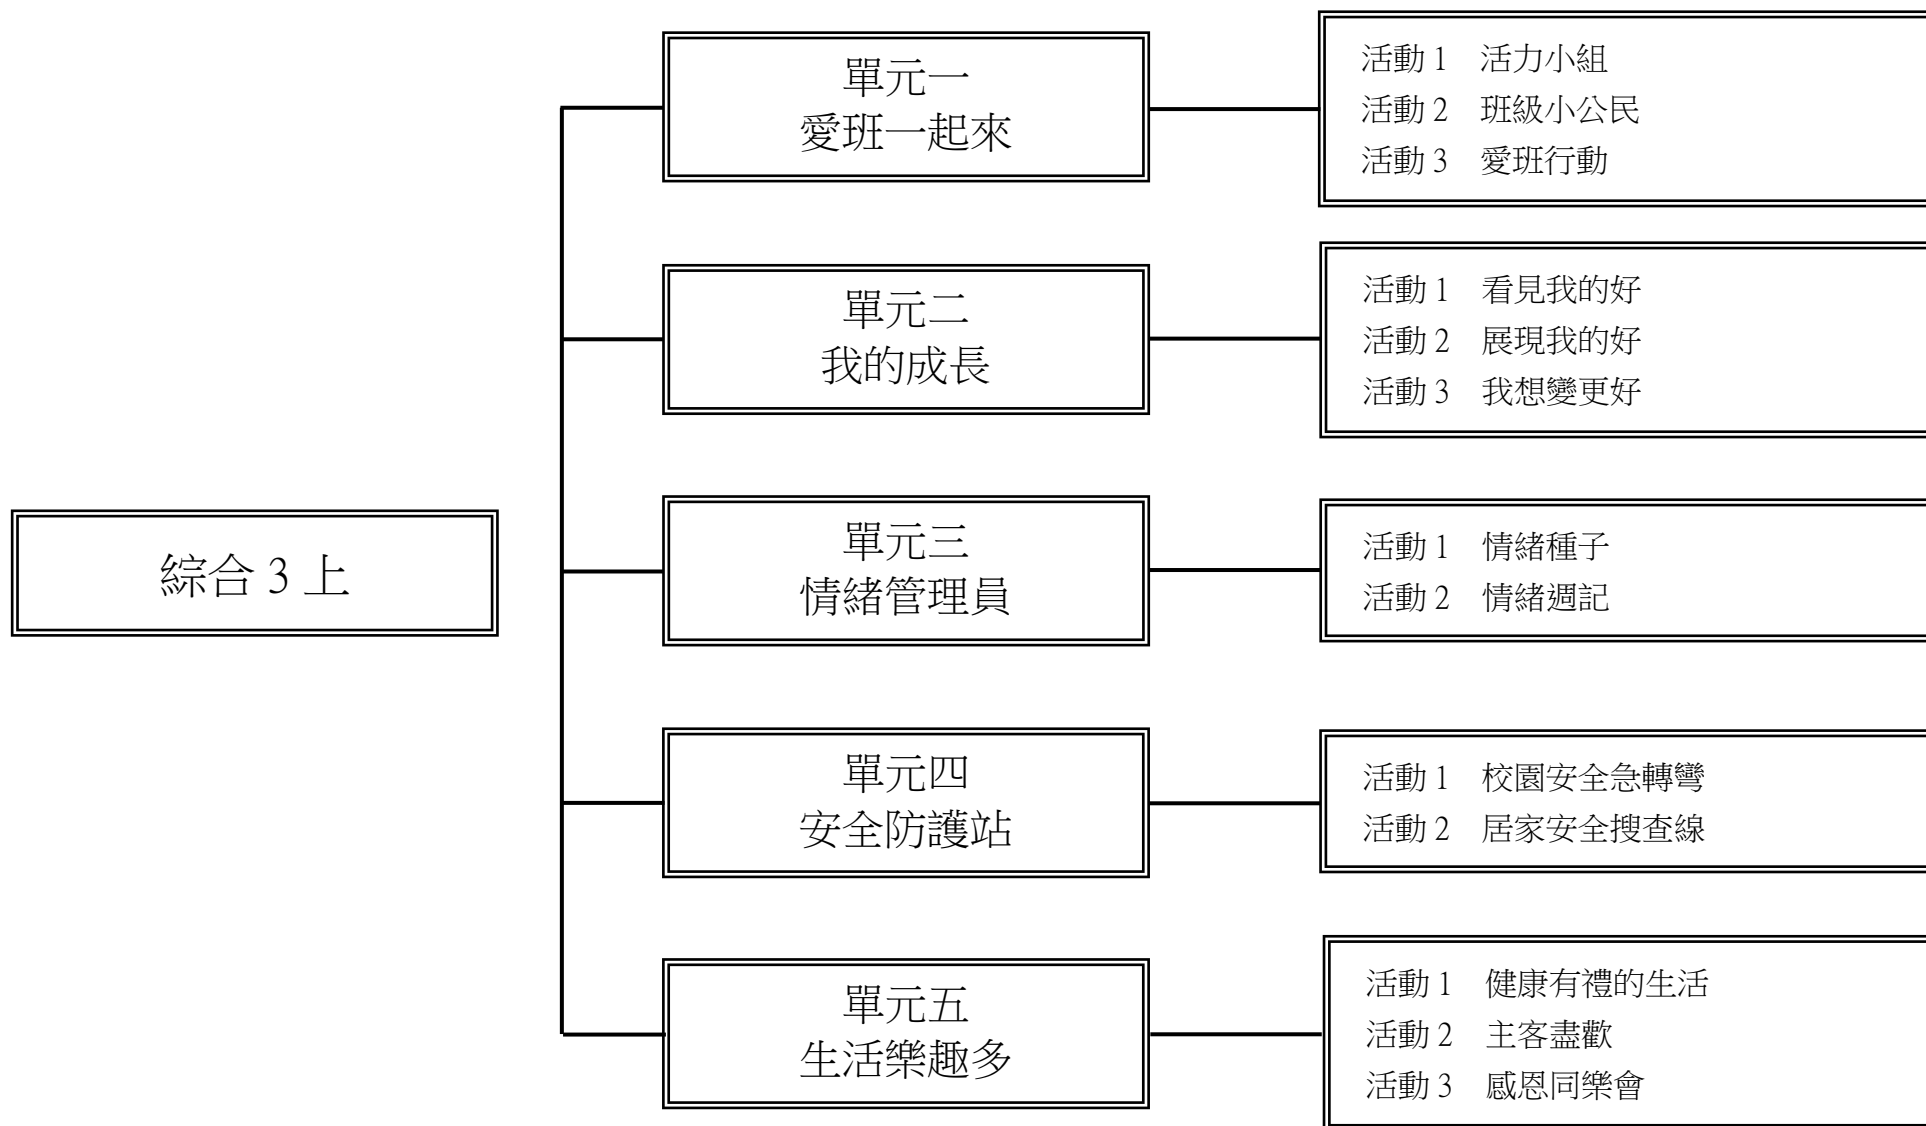 綜合 3 上
單元一
愛班一起來
活動 1　活力小組
活動 2　班級小公民
活動 3　愛班行動
單元二
我的成長
活動 1　看見我的好
活動 2　展現我的好
活動 3　我想變更好
單元三
情緒管理員
活動 1　情緒種子
活動 2　情緒週記
單元四
安全防護站
活動 1　校園安全急轉彎
活動 2　居家安全搜查線
單元五
生活樂趣多
活動 1　健康有禮的生活
活動 2　主客盡歡
活動 3　感恩同樂會